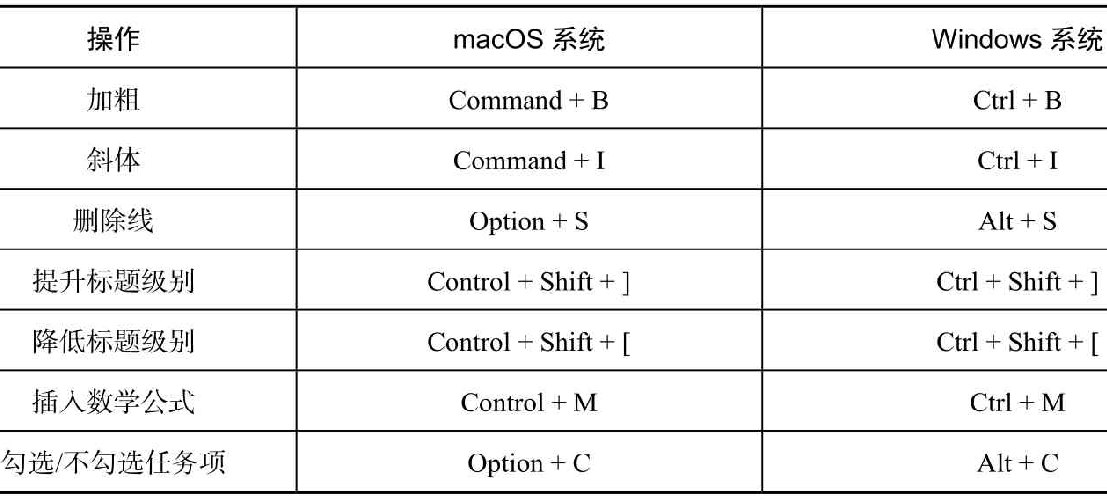 操作 macOS 系统 Windows 系统
加粗 Command + B Ctrl + B
斜体 Command + I Ctrl + I
删除线 Option + S Alt + S
提升标题级别 Control + Shift + ] Ctrl + Shift + ]
降低标题级别 Control + Shift + [ Ctrl + Shift + [
插入数学公式 Control + M Ctrl + M
勾选/不勾选任务项 Option + C Alt + C